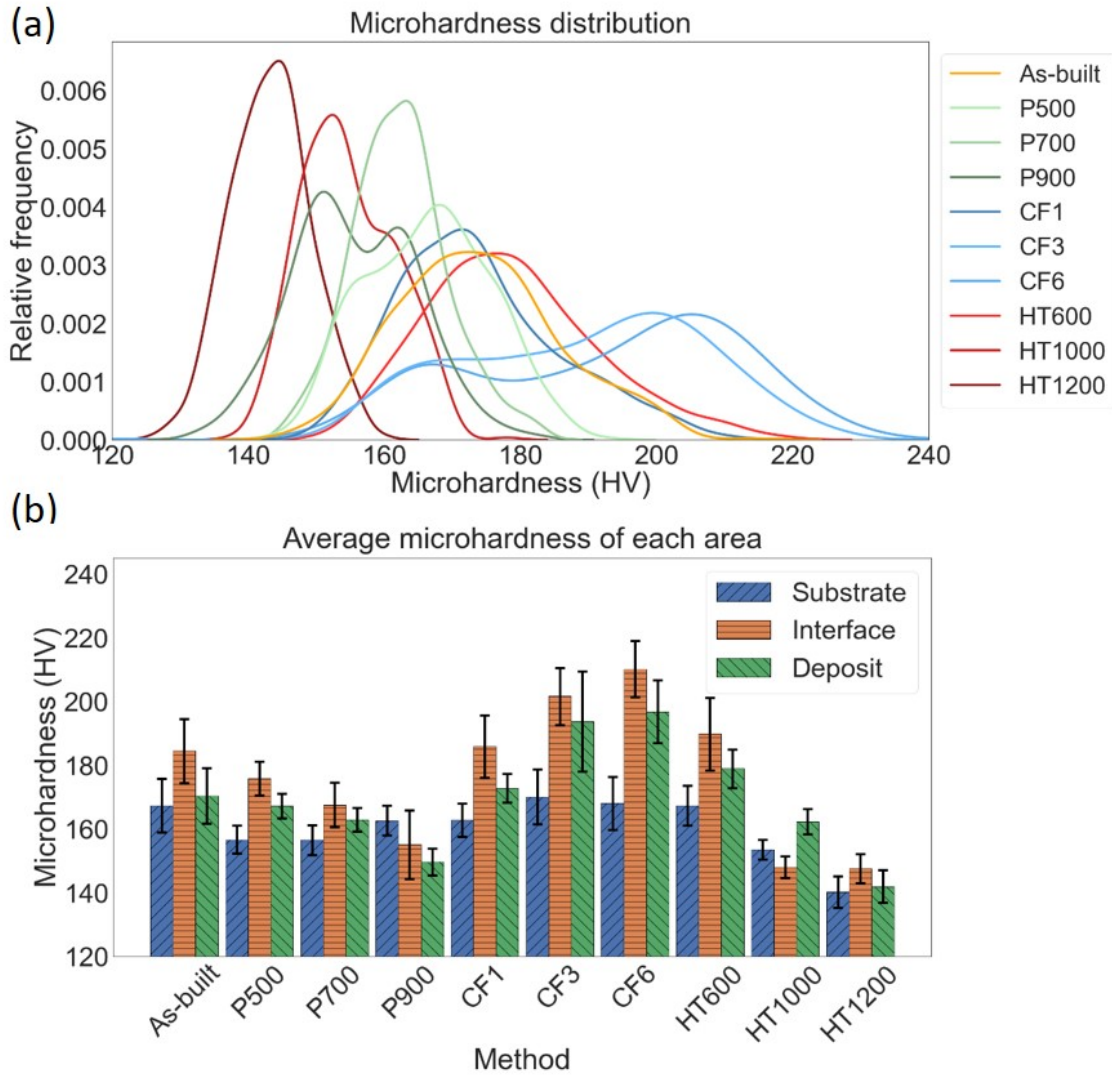 (a)
Microhardness distribution
Relative frequency
0.006
0.005
0.004
0.003
0.002
0.001
0.000
120 140 160 180 200 220 240
Microhardness (HV)
As-built
P500
P700
P900
CF1
CF3
CF6
HT600
HT1000
HT1200
(b)
Average microhardness of each area
Microhardness (HV)
240
220
200
180
160
140
120
Substrate
Interface
Deposit
As-built P500 P700 P900 CF1 CF3 CF6 HT600 HT1000 HT1200
Method